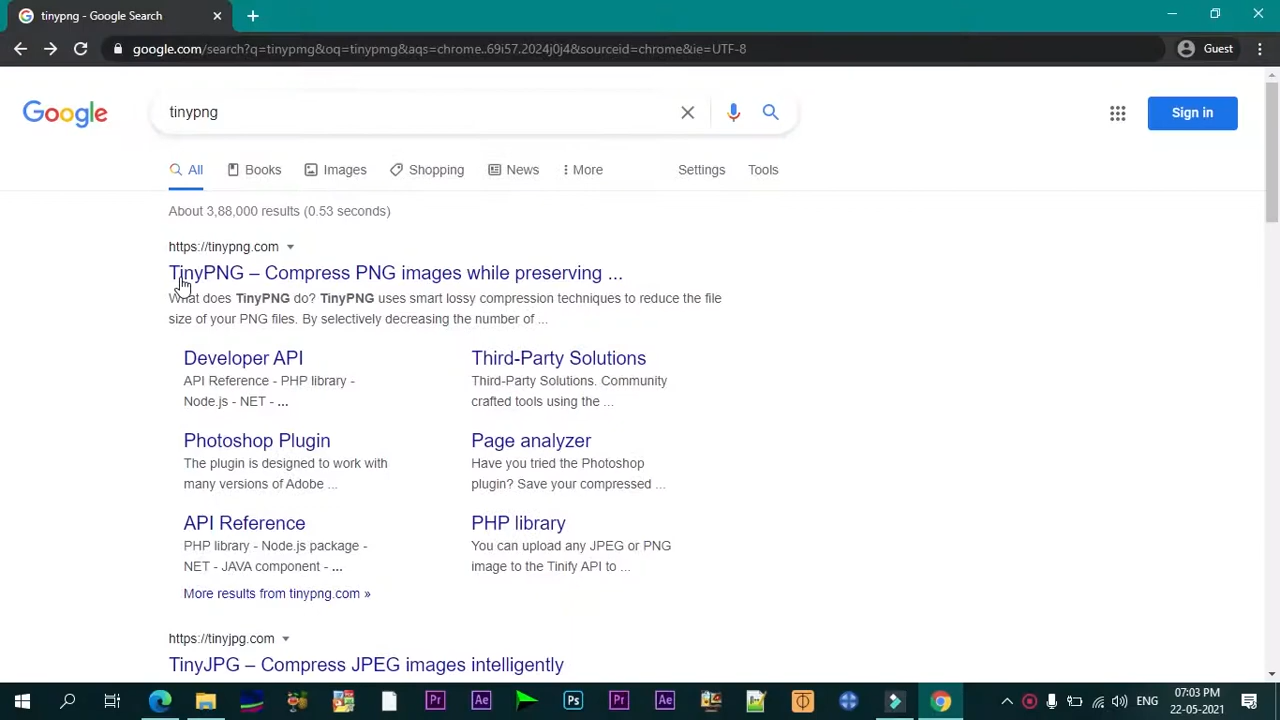 tinypng - Google Search
google.com/search?q=tinypmg&oq=tinypmg&aqs=chrome..69i57.2024j0j4&sourceid=chrome&ie=UTF-8
Guest
Google
tinypng
Sign in
All
Books
Images
Shopping
News
More
Settings
Tools
About 3,88,000 results (0.53 seconds)
https://tinypng.com
TinyPNG – Compress PNG images while preserving ...
What does TinyPNG do? TinyPNG uses smart lossy compression techniques to reduce the file
size of your PNG files. By selectively decreasing the number of ...
Developer API
API Reference - PHP library -
Node.js - NET - ...
Third-Party Solutions
Third-Party Solutions. Community
crafted tools using the ...
Photoshop Plugin
The plugin is designed to work with
many versions of Adobe ...
Page analyzer
Have you tried the Photoshop
plugin? Save your compressed ...
API Reference
PHP library - Node.js package -
NET - JAVA component - ...
PHP library
You can upload any JPEG or PNG
image to the Tinify API to ...
More results from tinypng.com »
https://tinyjpg.com
TinyJPG – Compress JPEG images intelligently
Pr
Ae
Ps
Pr
Ae
ENG
07:03 PM
22-05-2021